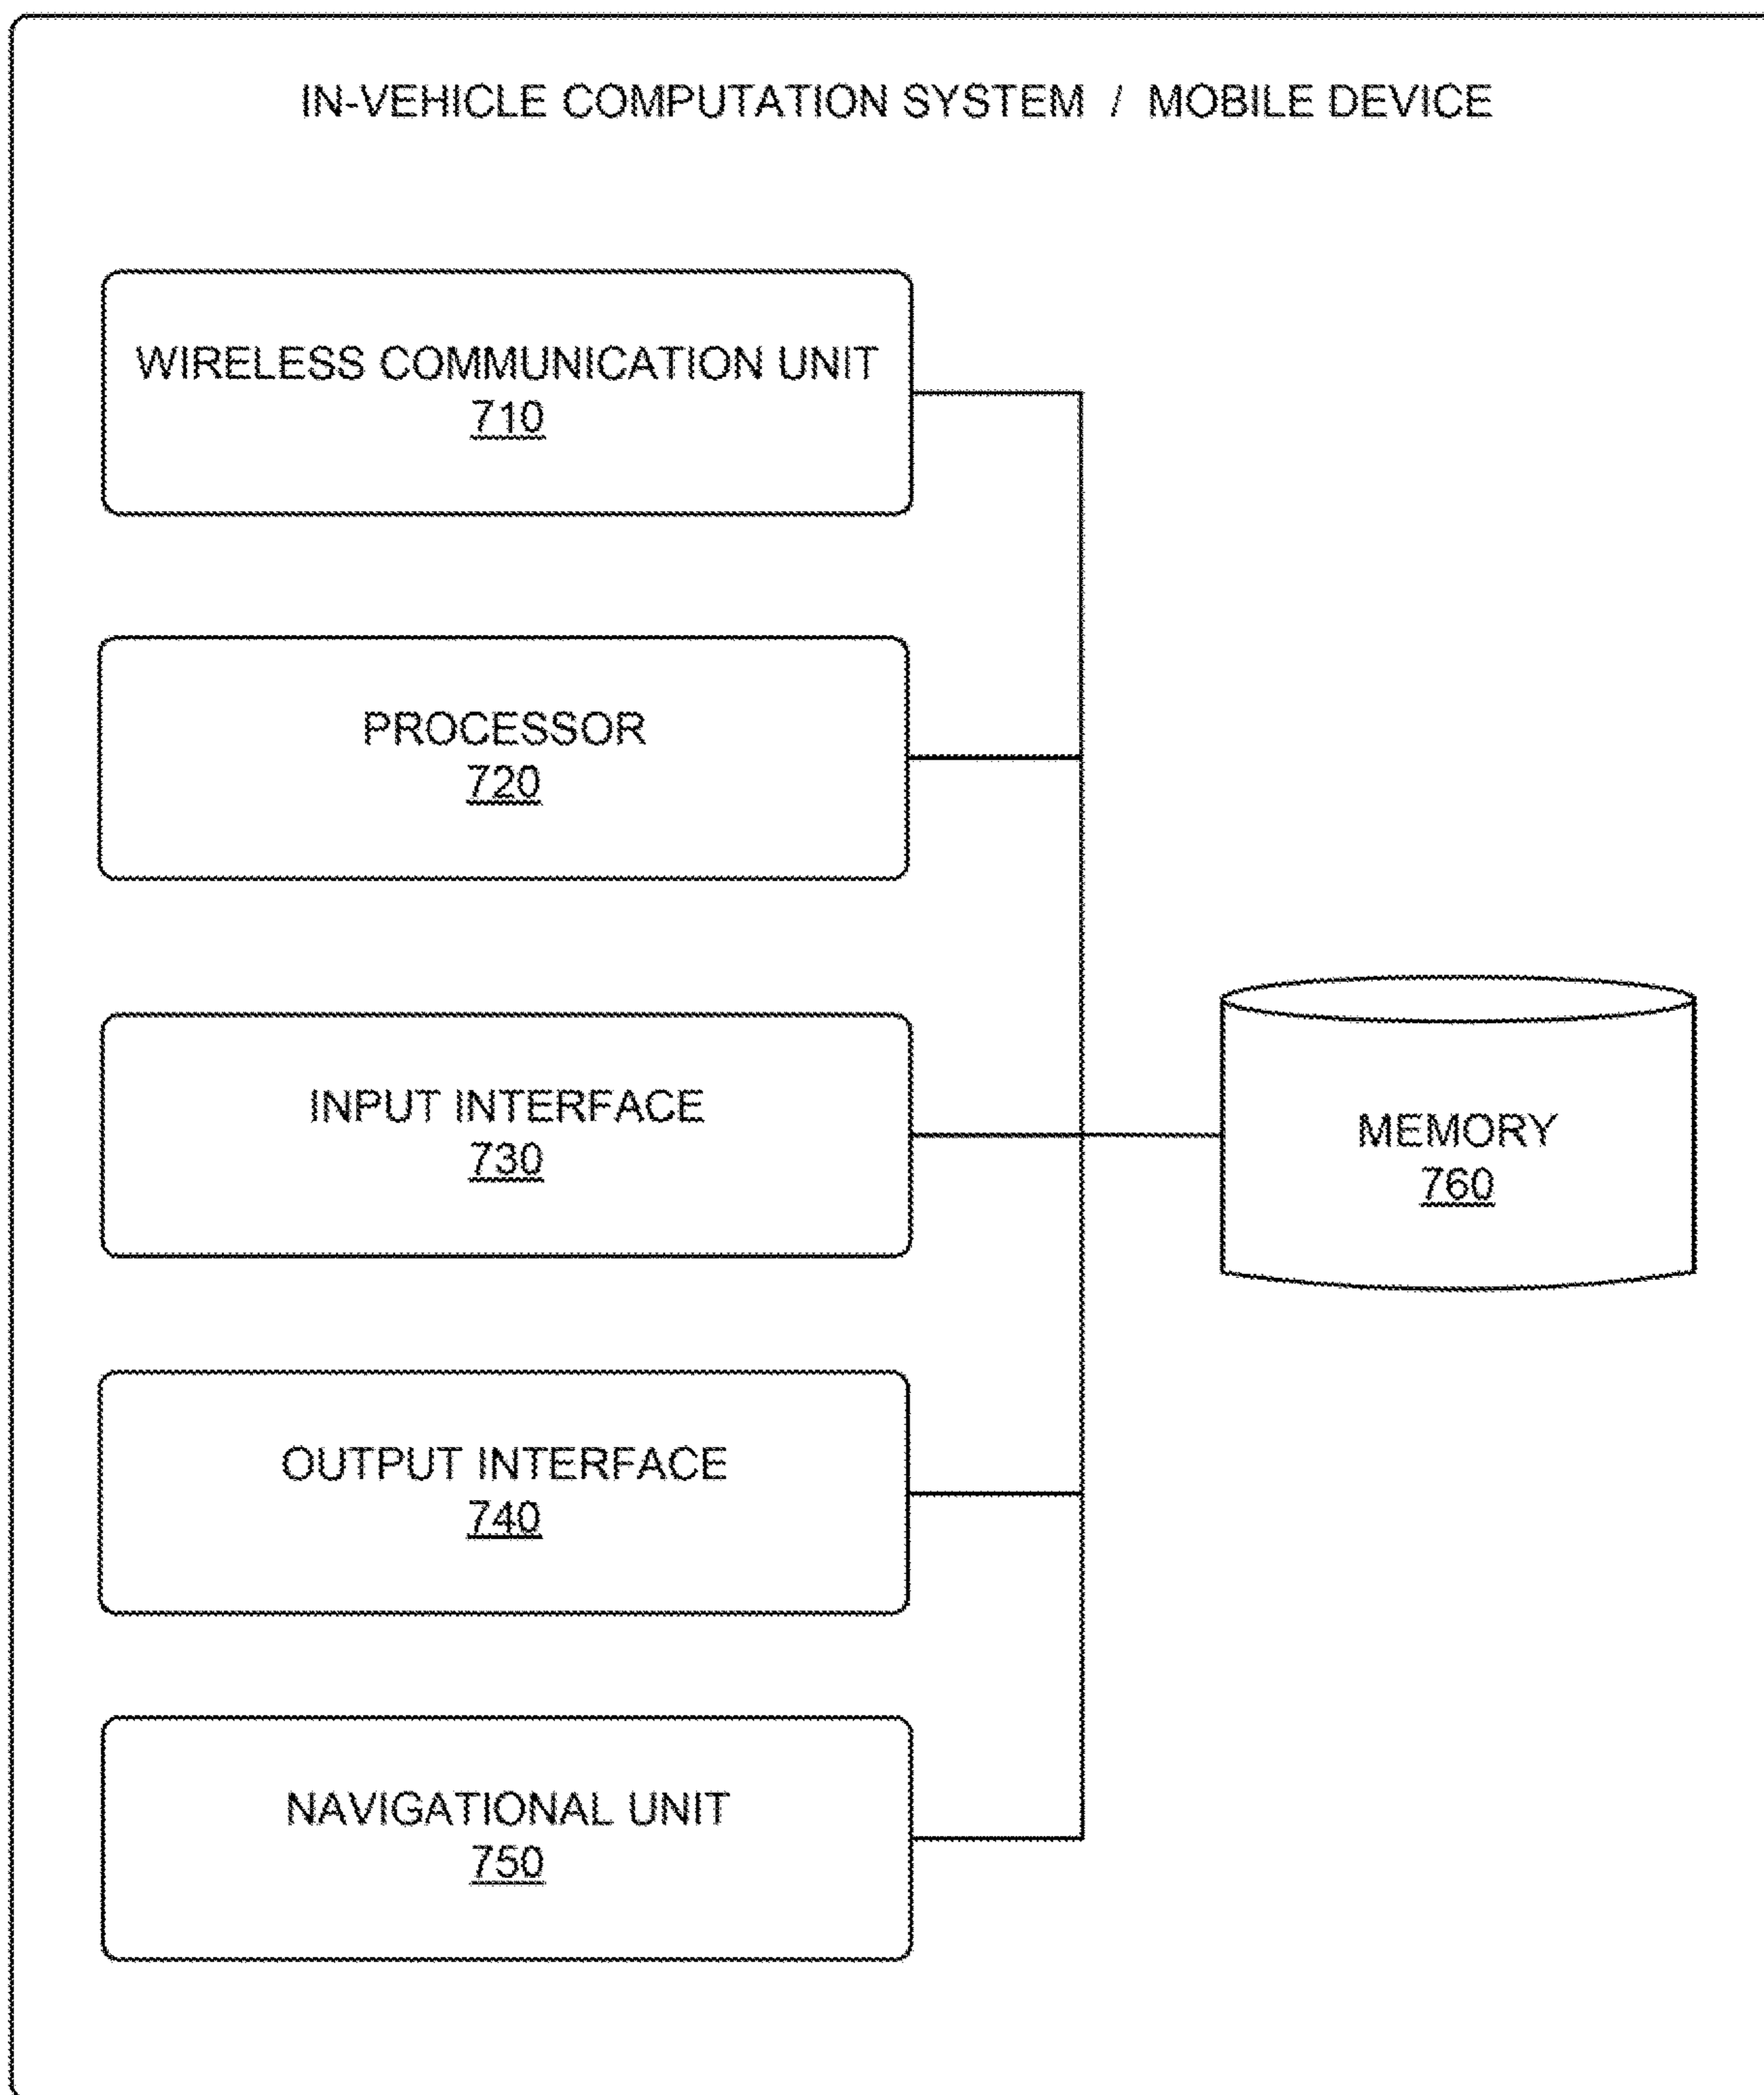 IN-VEHICLE COMPUTATION SYSTEM / MOBILE DEVICE
WIRELESS COMMUNICATION UNIT
710
PROCESSOR
720
INPUT INTERFACE
730
MEMORY
760
OUTPUT INTERFACE
740
NAVIGATIONAL UNIT
750